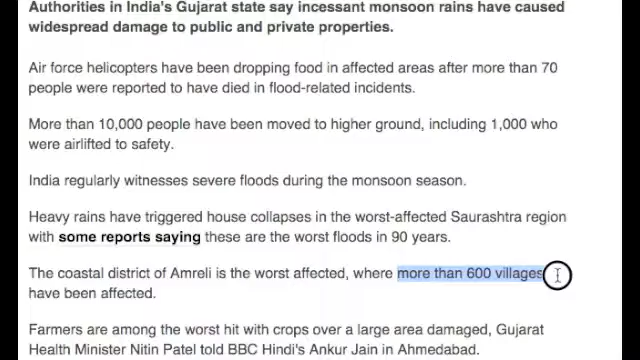 Authorities in India's Gujarat state say incessant monsoon rains have caused
widespread damage to public and private properties.
Air force helicopters have been dropping food in affected areas after more than 70
people were reported to have died in flood-related incidents.
More than 10,000 people have been moved to higher ground, including 1,000 who
were airlifted to safety.
India regularly witnesses severe floods during the monsoon season.
Heavy rains have triggered house collapses in the worst-affected Saurashtra region
with some reports saying these are the worst floods in 90 years.
The coastal district of Amreli is the worst affected, where more than 600 villages
have been affected.
Farmers are among the worst hit with crops over a large area damaged, Gujarat
Health Minister Nitin Patel told BBC Hindi's Ankur Jain in Ahmedabad.